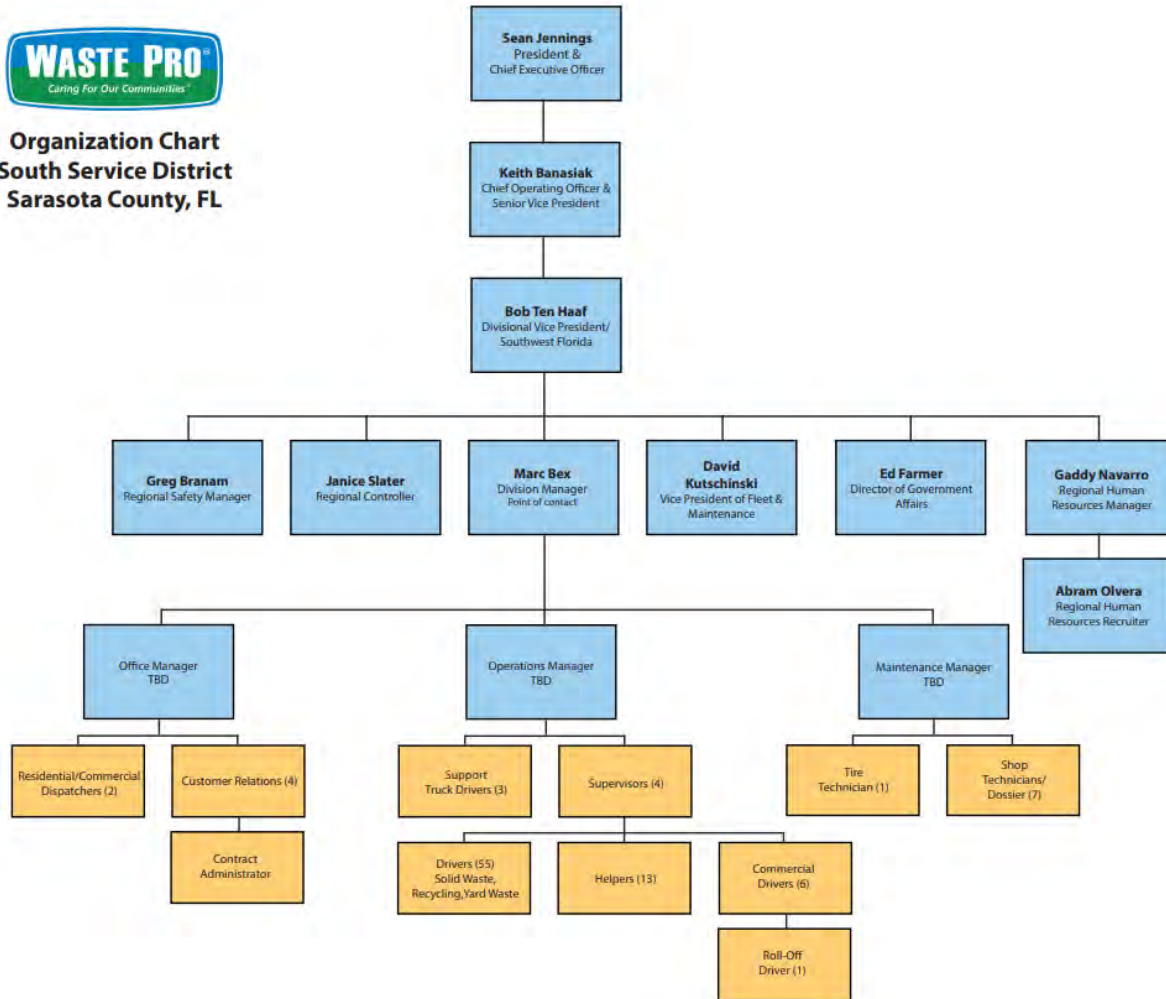 WASTE PRO®
Caring For Our Communities
Organization Chart
South Service District
Sarasota County, FL
Sean Jennings
President &
Chief Executive Officer
Keith Banasiak
Chief Operating Officer &
Senior Vice President
Bob Ten Haaf
Divisional Vice President/
Southwest Florida
Greg Branam
Regional Safety Manager
Janice Slater
Regional Controller
Marc Bex
Division Manager
Point of contact
David
Kutschinski
Vice President of Fleet &
Maintenance
Ed Farmer
Director of Government
Affairs
Gaddy Navarro
Regional Human
Resources Manager
Abram Olvera
Regional Human
Resources Recruiter
Office Manager
TBD
Operations Manager
TBD
Maintenance Manager
TBD
Residential/Commercial
Dispatchers (2)
Customer Relations (4)
Support
Truck Drivers (3)
Supervisors (4)
Tire
Technician (1)
Shop
Technicians/
Dossier (7)
Contract
Administrator
Drivers (55)
Solid Waste,
Recycling,Yard Waste
Helpers (13)
Commercial
Drivers (6)
Roll-Off
Driver (1)